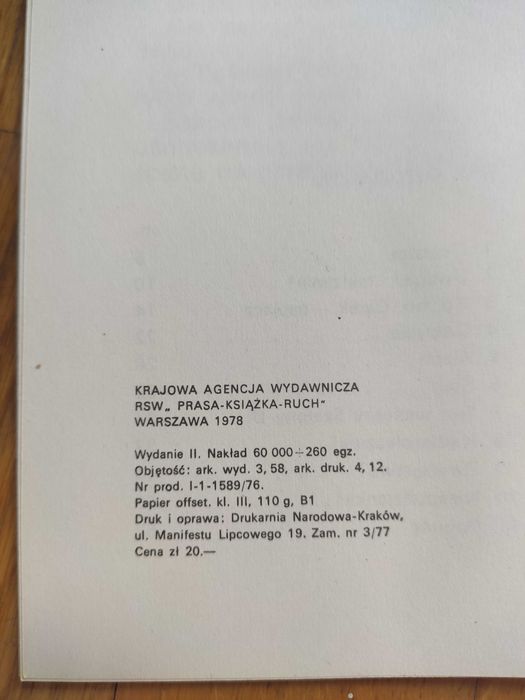 KRAJOWA AGENCJA WYDAWNICZA
RSW„ PRASA-KSIĄŻKA-RUCH"
WARSZAWA 1978
Wydanie II. Nakład 60 000÷260 egz.
Objętość: ark. wyd. 3, 58, ark. druk. 4, 12.
Nr prod. I-1-1589/76.
Papier offset. kl. III, 110 g, B1
Druk i oprawa: Drukarnia Narodowa-Kraków,
ul. Manifestu Lipcowego 19. Zam. nr 3/77
Cena zł 20.—